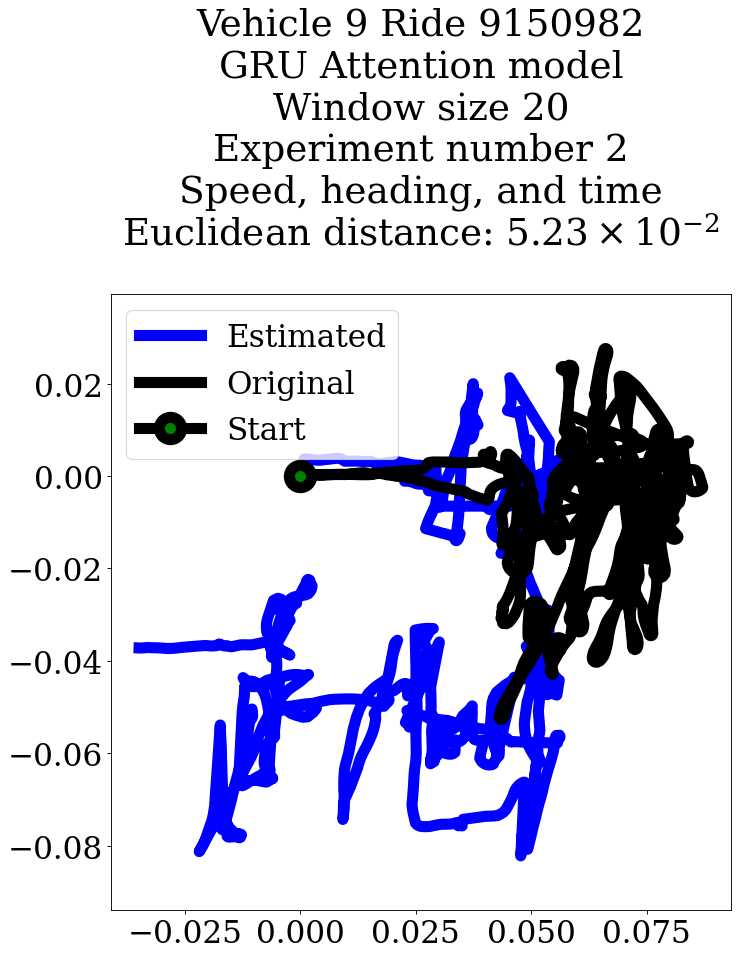 Vehicle 9 Ride 9150982
GRU Attention model
Window size 20
Experiment number 2
Speed, heading, and time
Euclidean distance: 5.23 × 10⁻²
Estimated
Original
Start
0.02
0.00
−0.02
−0.04
−0.06
−0.08
−0.025 0.000 0.025 0.050 0.075